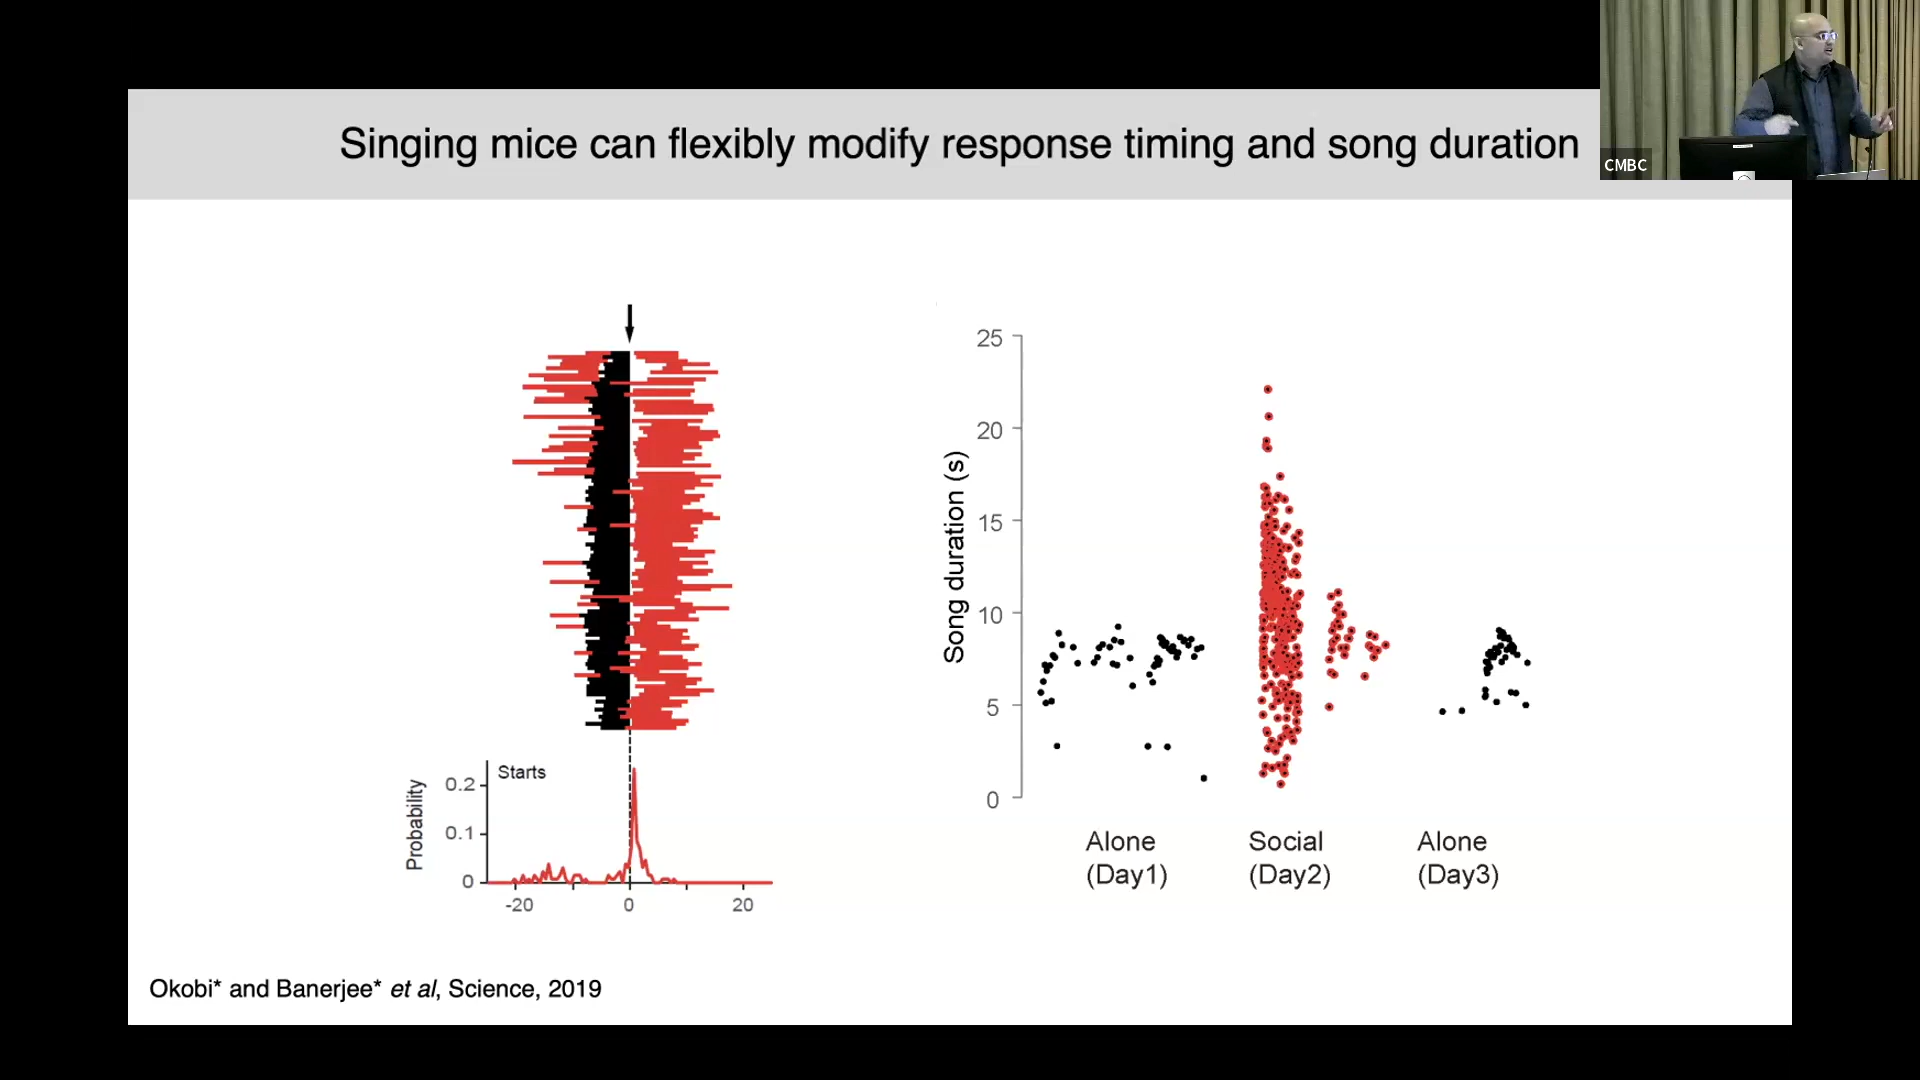 Singing mice can flexibly modify response timing and song duration
CMBC
Starts
Probability
0.2
0.1
0
-20
0
20
Song duration (s)
25
20
15
10
5
0
Alone
(Day1)
Social
(Day2)
Alone
(Day3)
Okobi* and Banerjee* et al, Science, 2019